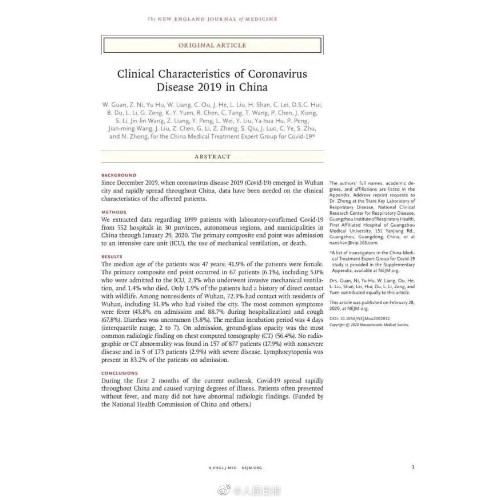 The NEW ENGLAND JOURNAL of MEDICINE
ORIGINAL ARTICLE
Clinical Characteristics of Coronavirus
Disease 2019 in China
W. Guan, Z. Ni, Yu Hu, W. Liang, C. Ou, J. He, L. Liu, H. Shan, C. Lei, D.S.C. Hui,
B. Du, L. Li, G. Zeng, K.-Y. Yuen, R. Chen, C. Tang, T. Wang, P. Chen, J. Xiang,
S. Li, Jin-lin Wang, Z. Liang, Y. Peng, L. Wei, Y. Liu, Ya-hua Hu, P. Peng,
Jian-ming Wang, J. Liu, Z. Chen, G. Li, Z. Zheng, S. Qiu, J. Luo, C. Ye, S. Zhu,
and N. Zhong, for the China Medical Treatment Expert Group for Covid-19*
ABSTRACT
BACKGROUND
Since December 2019, when coronavirus disease 2019 (Covid-19) emerged in Wuhan
city and rapidly spread throughout China, data have been needed on the clinical
characteristics of the affected patients.
METHODS
We extracted data regarding 1099 patients with laboratory-confirmed Covid-19
from 552 hospitals in 30 provinces, autonomous regions, and municipalities in
China through January 29, 2020. The primary composite end point was admission
to an intensive care unit (ICU), the use of mechanical ventilation, or death.
RESULTS
The median age of the patients was 47 years; 41.9% of the patients were female.
The primary composite end point occurred in 67 patients (6.1%), including 5.0%
who were admitted to the ICU, 2.3% who underwent invasive mechanical ventila-
tion, and 1.4% who died. Only 1.9% of the patients had a history of direct contact
with wildlife. Among nonresidents of Wuhan, 72.3% had contact with residents of
Wuhan, including 31.3% who had visited the city. The most common symptoms
were fever (43.8% on admission and 88.7% during hospitalization) and cough
(67.8%). Diarrhea was uncommon (3.8%). The median incubation period was 4 days
(interquartile range, 2 to 7). On admission, ground-glass opacity was the most
common radiologic finding on chest computed tomography (CT) (56.4%). No radio-
graphic or CT abnormality was found in 157 of 877 patients (17.9%) with nonsevere
disease and in 5 of 173 patients (2.9%) with severe disease. Lymphocytopenia was
present in 83.2% of the patients on admission.
CONCLUSIONS
During the first 2 months of the current outbreak, Covid-19 spread rapidly
throughout China and caused varying degrees of illness. Patients often presented
without fever, and many did not have abnormal radiologic findings. (Funded by
the National Health Commission of China and others.)
The authors' full names, academic de-
grees, and affiliations are listed in the
Appendix. Address reprint requests to
Dr. Zhong at the State Key Laboratory of
Respiratory Disease, National Clinical
Research Center for Respiratory Disease,
Guangzhou Institute of Respiratory Health,
First Affiliated Hospital of Guangzhou
Medical University, 151 Yanjiang Rd.,
Guangzhou, Guangdong, China, or at
nanshan@vip.163.com.
*A list of investigators in the China Medi-
cal Treatment Expert Group for Covid-19
study is provided in the Supplementary
Appendix, available at NEJM.org.
Drs. Guan, Ni, Yu Hu, Liang, Ou, He,
L. Liu, Shan, Lei, Hui, Du, L. Li, Zeng, and
Yuen contributed equally to this article.
This article was published on February 28,
2020, at NEJM.org.
DOI: 10.1056/NEJMoa2002032
Copyright © 2020 Massachusetts Medical Society.
N ENGL J MED NEJM.ORG
1
@人民日报